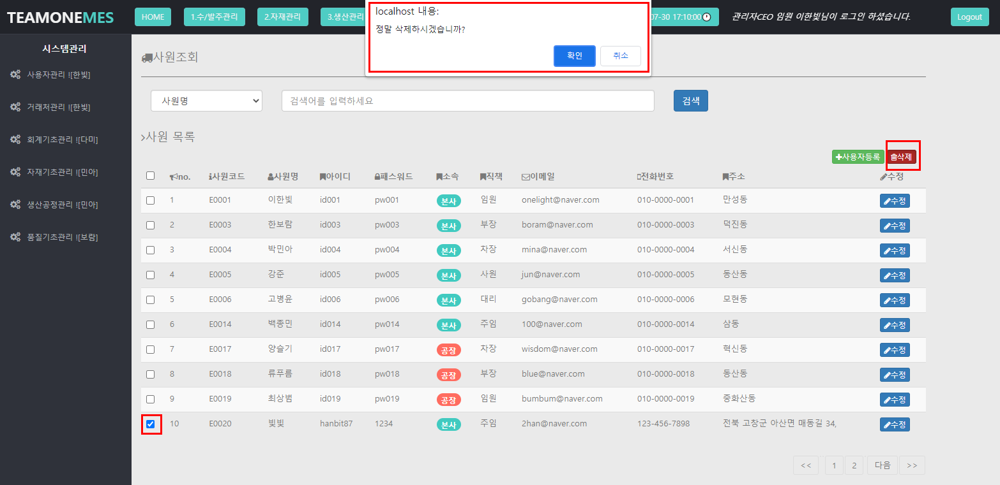 TEAMONEMES HOME 1.수/발주관리 2.자재관리 3.생산관리 07-30 17:10:00 관리자CEO 임원 이한빛님이 로그인 하셨습니다. Logout
localhost 내용:
정말 삭제하시겠습니까?
확인 취소
시스템관리
사용자관리 ![한빛]
거래처관리 ![한빛]
회계기초관리 ![다미]
자재기초관리 ![민아]
생산공정관리 ![민아]
품질기초관리 ![보람]
사원조회
사원명 검색어를 입력하세요 검색
사원 목록
사용자등록 삭제
no. 사원코드 사원명 아이디 패스워드 소속 직책 이메일 전화번호 주소 수정
1 E0001 이한빛 id001 pw001 본사 임원 onelight@naver.com 010-0000-0001 만성동 수정
2 E0003 한보람 id003 pw003 본사 부장 boram@naver.com 010-0000-0003 덕진동 수정
3 E0004 박민아 id004 pw004 본사 차장 mina@naver.com 010-0000-0004 서신동 수정
4 E0005 강준 id005 pw005 본사 사원 jun@naver.com 010-0000-0005 동산동 수정
5 E0006 고병윤 id006 pw006 본사 대리 gobang@naver.com 010-0000-0006 모현동 수정
6 E0014 백종민 id014 pw014 본사 주임 100@naver.com 010-0000-0014 삼동 수정
7 E0017 양슬기 id017 pw017 공장 차장 wisdom@naver.com 010-0000-0017 혁신동 수정
8 E0018 류푸름 id018 pw018 공장 부장 blue@naver.com 010-0000-0018 동산동 수정
9 E0019 최상범 id019 pw019 공장 임원 bumbum@naver.com 010-0000-0019 중화산동 수정
10 E0020 빛빛 hanbit87 1234 본사 주임 2han@naver.com 123-456-7898 전북 고창군 아산면 매동길 34, 수정
<< 1 2 다음 >>